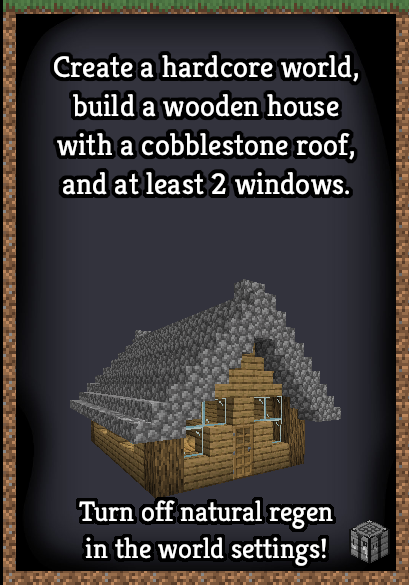 Create a hardcore world,
build a wooden house
with a cobblestone roof,
and at least 2 windows.
Turn off natural regen
in the world settings!